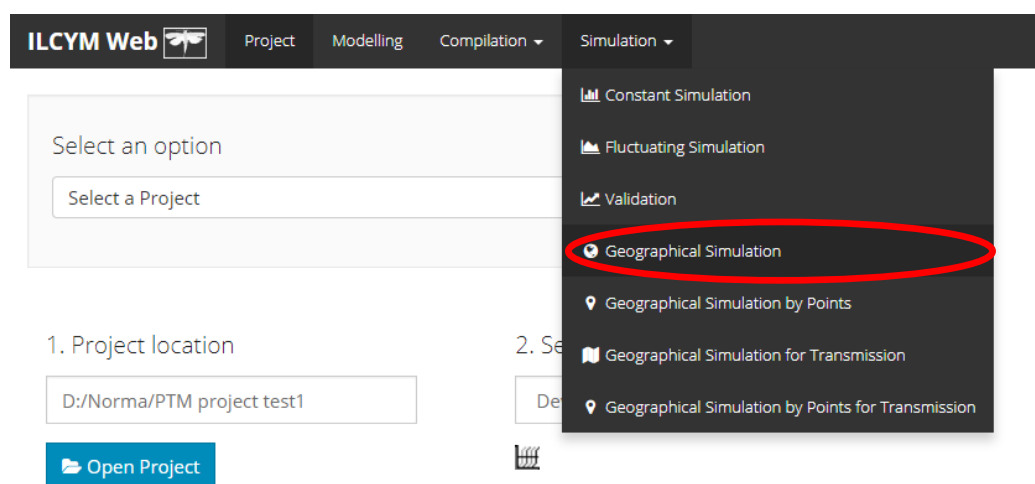 ILCYM Web Project Modelling Compilation Simulation
Constant Simulation
Select an option
Fluctuating Simulation
Select a Project
Validation
Geographical Simulation
Geographical Simulation by Points
1. Project location
2. Se
Geographical Simulation for Transmission
D:/Norma/PTM project test1
De
Geographical Simulation by Points for Transmission
Open Project